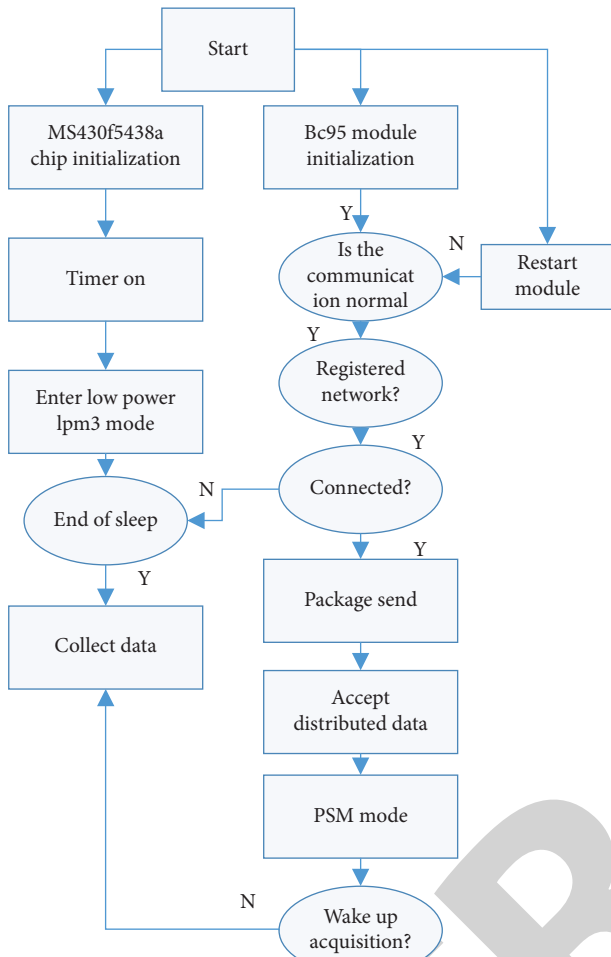 Start
MS430f5438a
chip initialization
Bc95 module
initialization
Y
Timer on
Is the
communicat
ion normal
N
Restart
module
Y
Enter low power
lpm3 mode
Registered
network?
Y
End of sleep
N
Connected?
Y
Y
Collect data
Package send
Accept
distributed data
PSM mode
N
Wake up
acquisition?